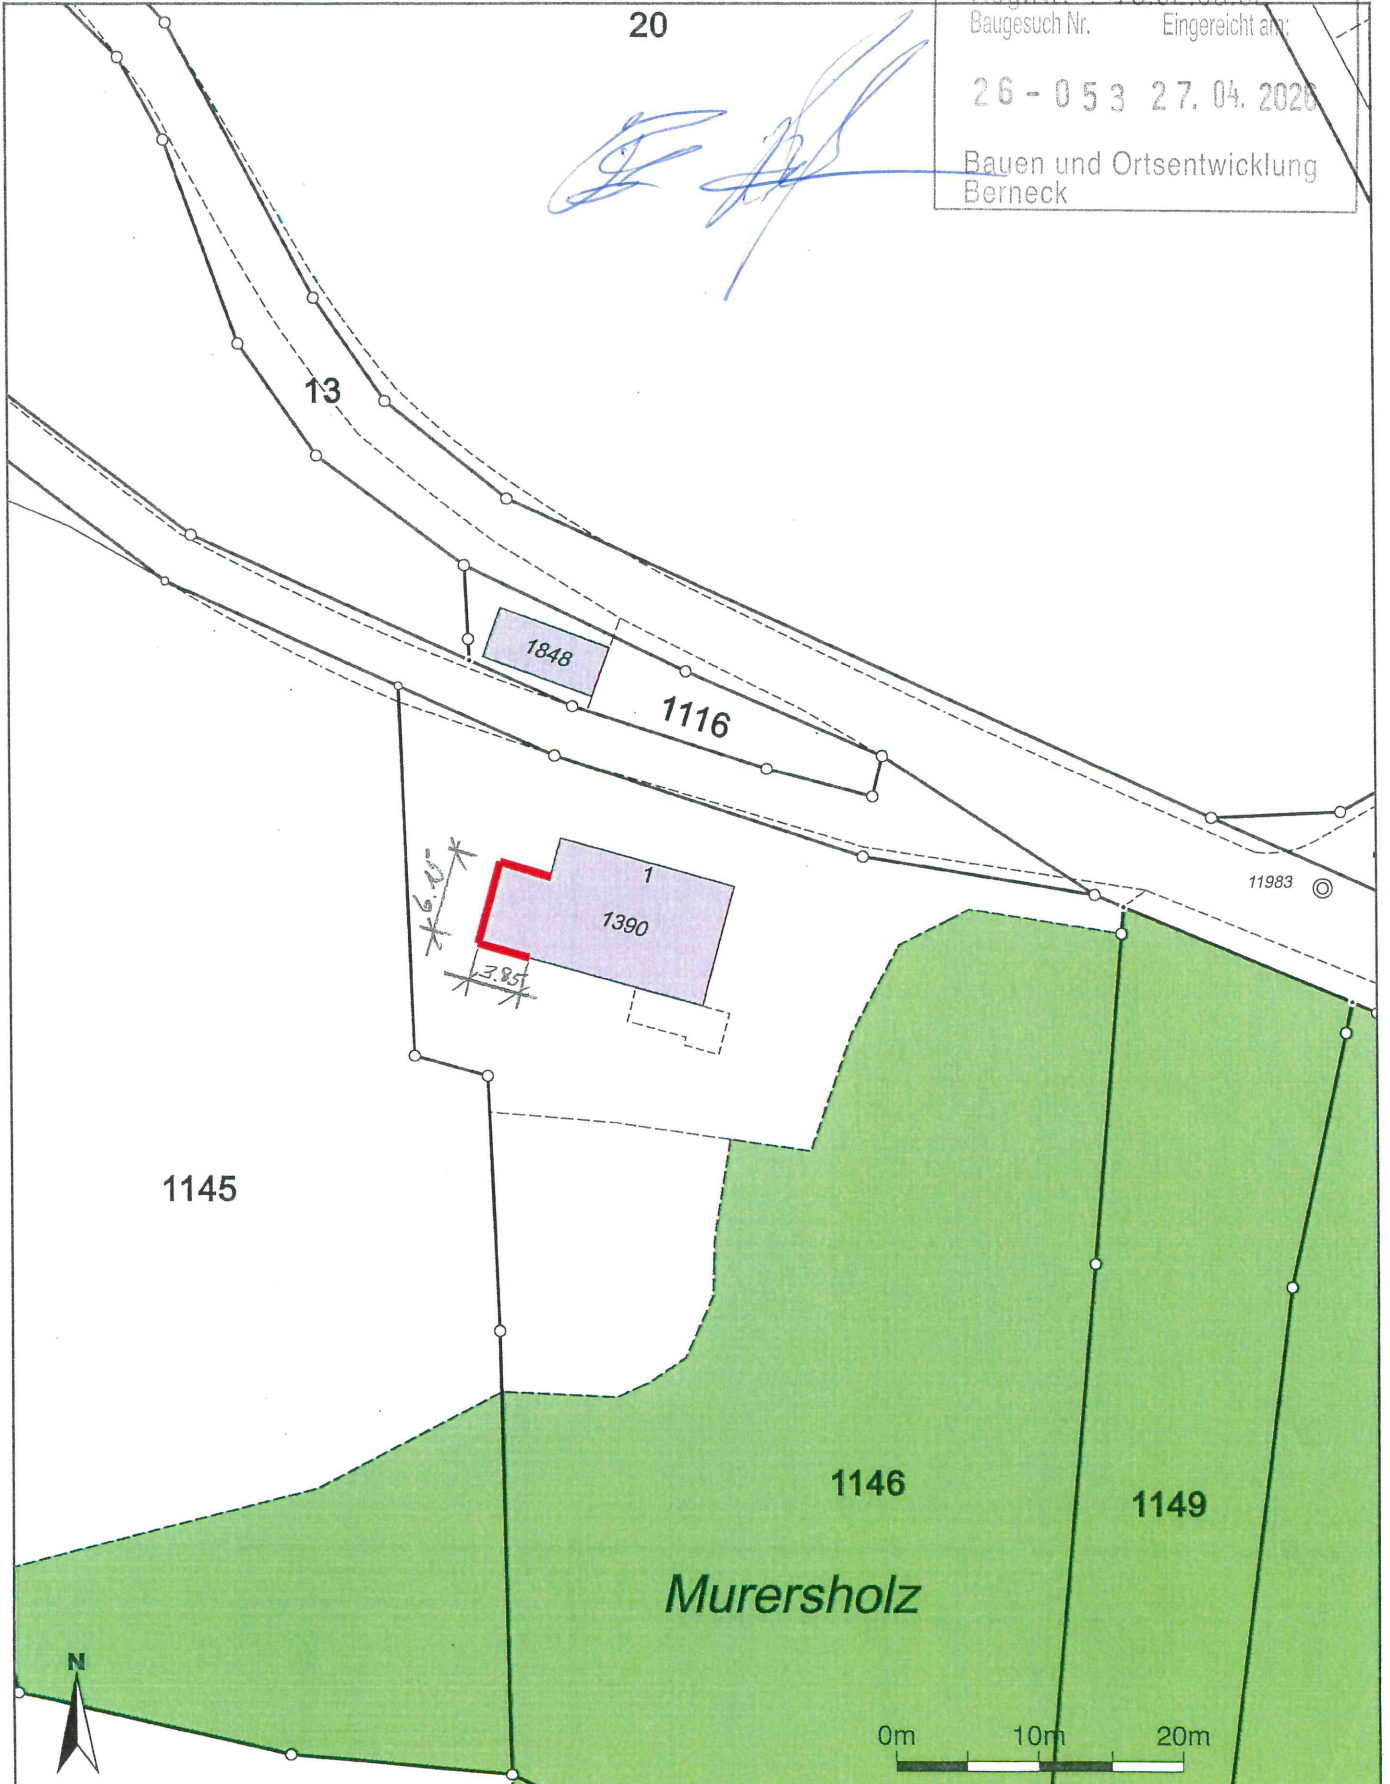 20
Baugesuch Nr. Eingereicht am:
26-053 27. 04. 2026
Bauen und Ortsentwicklung
Berneck
13
1848
1116
1
1390
11983
6.15
3.85
1145
1146
1149
Murersholz
N
0m 10m 20m